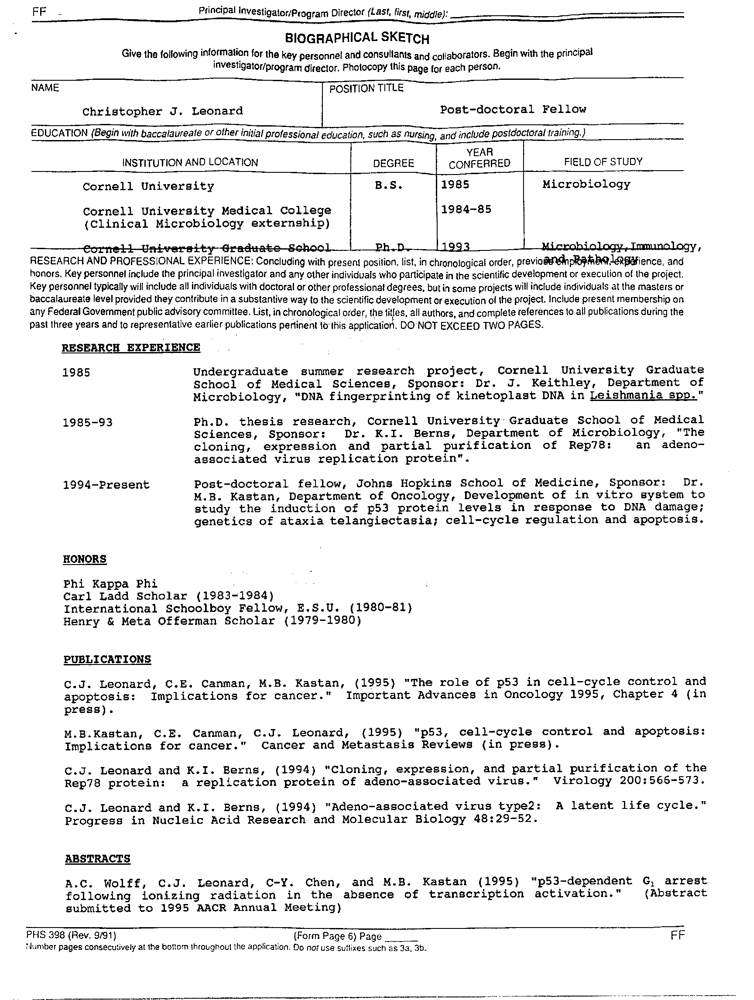 FF
Principal Investigator/Program Director (Last, first, middle):
BIOGRAPHICAL SKETCH
Give the following information for the key personnel and consultants and collaborators. Begin with the principal
investigator/program director. Photocopy this page for each person.
NAME
POSITION TITLE
Christopher J. Leonard
Post-doctoral Fellow
EDUCATION (Begin with baccalaureate or other initial professional education, such as nursing, and include postdoctoral training.)
INSTITUTION AND LOCATION
DEGREE
YEAR
CONFERRED
FIELD OF STUDY
Cornell University B.S. 1985 Microbiology
Cornell University Medical College 1984-85
(Clinical Microbiology externship)
Cornell University Graduate School Ph.D. 1993 Microbiology, Immunology,
and Pathology
RESEARCH AND PROFESSIONAL EXPERIENCE: Concluding with present position, list, in chronological order, previous employment, experience, and
honors. Key personnel include the principal investigator and any other individuals who participate in the scientific development or execution of the project.
Key personnel typically will include all individuals with doctoral or other professional degrees, but in some projects will include individuals at the masters or
baccalaureate level provided they contribute in a substantive way to the scientific development or execution of the project. Include present membership on
any Federal Government public advisory committee. List, in chronological order, the titles, all authors, and complete references to all publications during the
past three years and to representative earlier publications pertinent to this application. DO NOT EXCEED TWO PAGES.
RESEARCH EXPERIENCE
1985 Undergraduate summer research project, Cornell University Graduate
School of Medical Sciences, Sponsor: Dr. J. Keithley, Department of
Microbiology, "DNA fingerprinting of kinetoplast DNA in Leishmania spp."
1985-93 Ph.D. thesis research, Cornell University Graduate School of Medical
Sciences, Sponsor: Dr. K.I. Berns, Department of Microbiology, "The
cloning, expression and partial purification of Rep78: an adeno-
associated virus replication protein".
1994-Present Post-doctoral fellow, Johns Hopkins School of Medicine, Sponsor: Dr.
M.B. Kastan, Department of Oncology, Development of in vitro system to
study the induction of p53 protein levels in response to DNA damage;
genetics of ataxia telangiectasia; cell-cycle regulation and apoptosis.
HONORS
Phi Kappa Phi
Carl Ladd Scholar (1983-1984)
International Schoolboy Fellow, E.S.U. (1980-81)
Henry & Meta Offerman Scholar (1979-1980)
PUBLICATIONS
C.J. Leonard, C.E. Canman, M.B. Kastan, (1995) "The role of p53 in cell-cycle control and
apoptosis: Implications for cancer." Important Advances in Oncology 1995, Chapter 4 (in
press).
M.B.Kastan, C.E. Canman, C.J. Leonard, (1995) "p53, cell-cycle control and apoptosis:
Implications for cancer." Cancer and Metastasis Reviews (in press).
C.J. Leonard and K.I. Berns, (1994) "Cloning, expression, and partial purification of the
Rep78 protein: a replication protein of adeno-associated virus." Virology 200:566-573.
C.J. Leonard and K.I. Berns, (1994) "Adeno-associated virus type2: A latent life cycle."
Progress in Nucleic Acid Research and Molecular Biology 48:29-52.
ABSTRACTS
A.C. Wolff, C.J. Leonard, C-Y. Chen, and M.B. Kastan (1995) "p53-dependent G₁ arrest
following ionizing radiation in the absence of transcription activation." (Abstract
submitted to 1995 AACR Annual Meeting)
PHS 398 (Rev. 9/91) (Form Page 6) Page FF
Number pages consecutively at the bottom throughout the application. Do not use suffixes such as 3a, 3b.